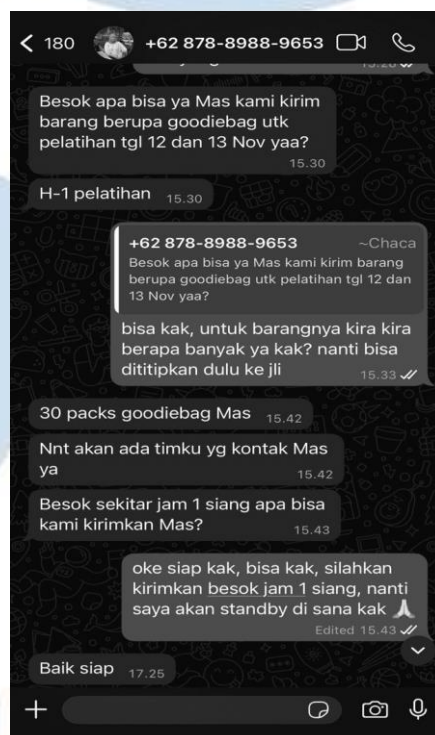 180
+62 878-8988-9653
15.28
Besok apa bisa ya Mas kami kirim
barang berupa goodiebag utk
pelatihan tgl 12 dan 13 Nov yaa?
15.30
H-1 pelatihan 15.30
+62 878-8988-9653 ~Chaca
Besok apa bisa ya Mas kami kirim barang
berupa goodiebag utk pelatihan tgl 12 dan
13 Nov yaa?
bisa kak, untuk barangnya kira kira
berapa banyak ya kak? nanti bisa
dititipkan dulu ke jli
15.33
30 packs goodiebag Mas 15.42
Nnt akan ada timku yg kontak Mas
ya 15.42
Besok sekitar jam 1 siang apa bisa
kami kirimkan Mas? 15.43
oke siap kak, bisa kak, silahkan
kirimkan besok jam 1 siang, nanti
saya akan standby di sana kak 🙏
Edited 15.43
Baik siap 17.25